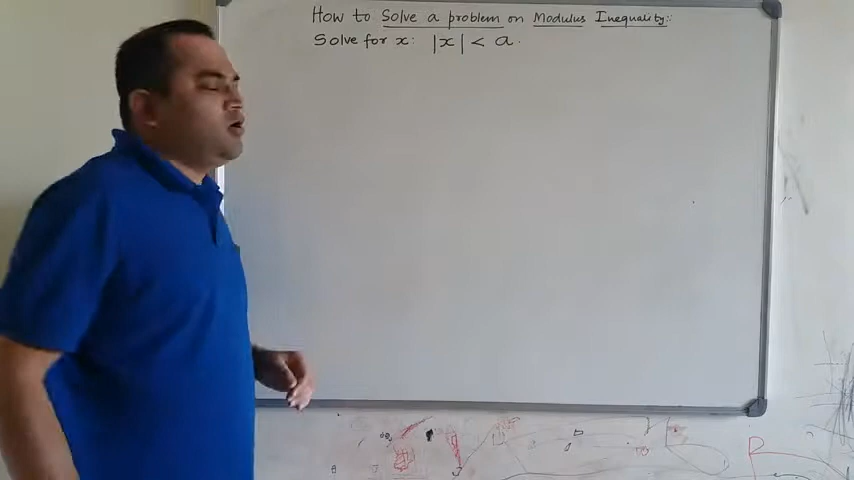 How to Solve a problem on Modulus Inequality:
Solve for x: |x| < a.